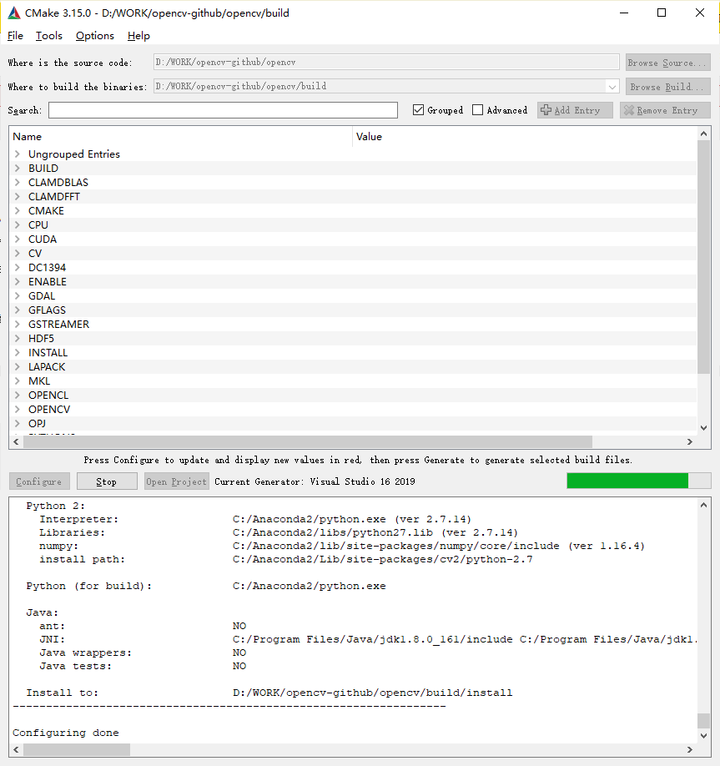 CMake 3.15.0 - D:/WORK/opencv-github/opencv/build
File Tools Options Help
Where is the source code: D:/WORK/opencv-github/opencv Browse Source...
Where to build the binaries: D:/WORK/opencv-github/opencv/build Browse Build...
Search: Grouped Advanced Add Entry Remove Entry
Name Value
Ungrouped Entries
BUILD
CLAMDBLAS
CLAMDFFT
CMAKE
CPU
CUDA
CV
DC1394
ENABLE
GDAL
GFLAGS
GSTREAMER
HDF5
INSTALL
LAPACK
MKL
OPENCL
OPENCV
OPJ
Press Configure to update and display new values in red, then press Generate to generate selected build files.
Configure Stop Open Project Current Generator: Visual Studio 16 2019
Python 2:
Interpreter: C:/Anaconda2/python.exe (ver 2.7.14)
Libraries: C:/Anaconda2/libs/python27.lib (ver 2.7.14)
numpy: C:/Anaconda2/lib/site-packages/numpy/core/include (ver 1.16.4)
install path: C:/Anaconda2/Lib/site-packages/cv2/python-2.7
Python (for build): C:/Anaconda2/python.exe
Java:
ant: NO
JNI: C:/Program Files/Java/jdk1.8.0_161/include C:/Program Files/Java/jdk1.
Java wrappers: NO
Java tests: NO
Install to: D:/WORK/opencv-github/opencv/build/install
-----------------------------------------------------------------
Configuring done